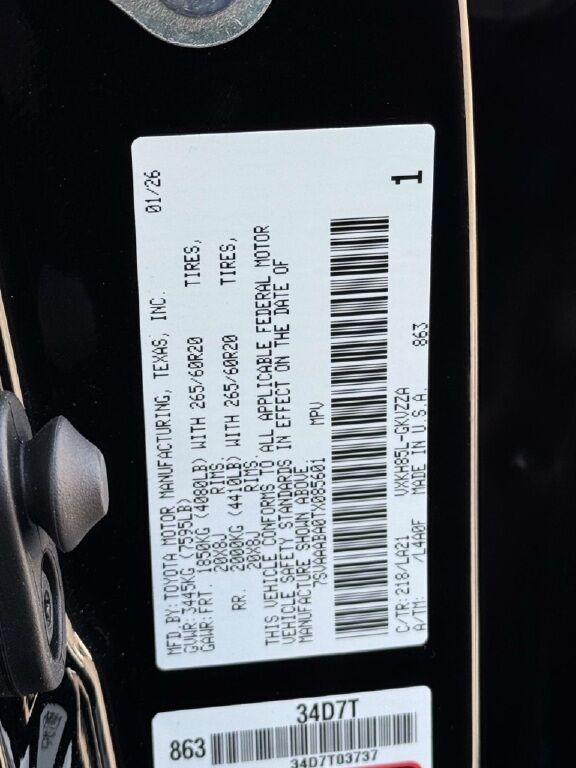 MFD BY: TOYOTA MOTOR MANUFACTURING, TEXAS, INC. 01/26
GVWR: 3445KG (7595LB)
GAWR: FRT. 1850KG (4080LB) WITH 265/60R20 TIRES,
20X8J RIMS,
RR. 2000KG (4410LB) WITH 265/60R20 TIRES,
20X8J RIMS.
THIS VEHICLE CONFORMS TO ALL APPLICABLE FEDERAL MOTOR
VEHICLE SAFETY STANDARDS IN EFFECT ON THE DATE OF
MANUFACTURE SHOWN ABOVE.
7SVAAABA0TX085601 MPV
C/TR: 218/LA21 VXKH85L-GKVZZA 863
A/TM: /L4A0F MADE IN U.S.A. 1
34D7T
863
34D7T03737